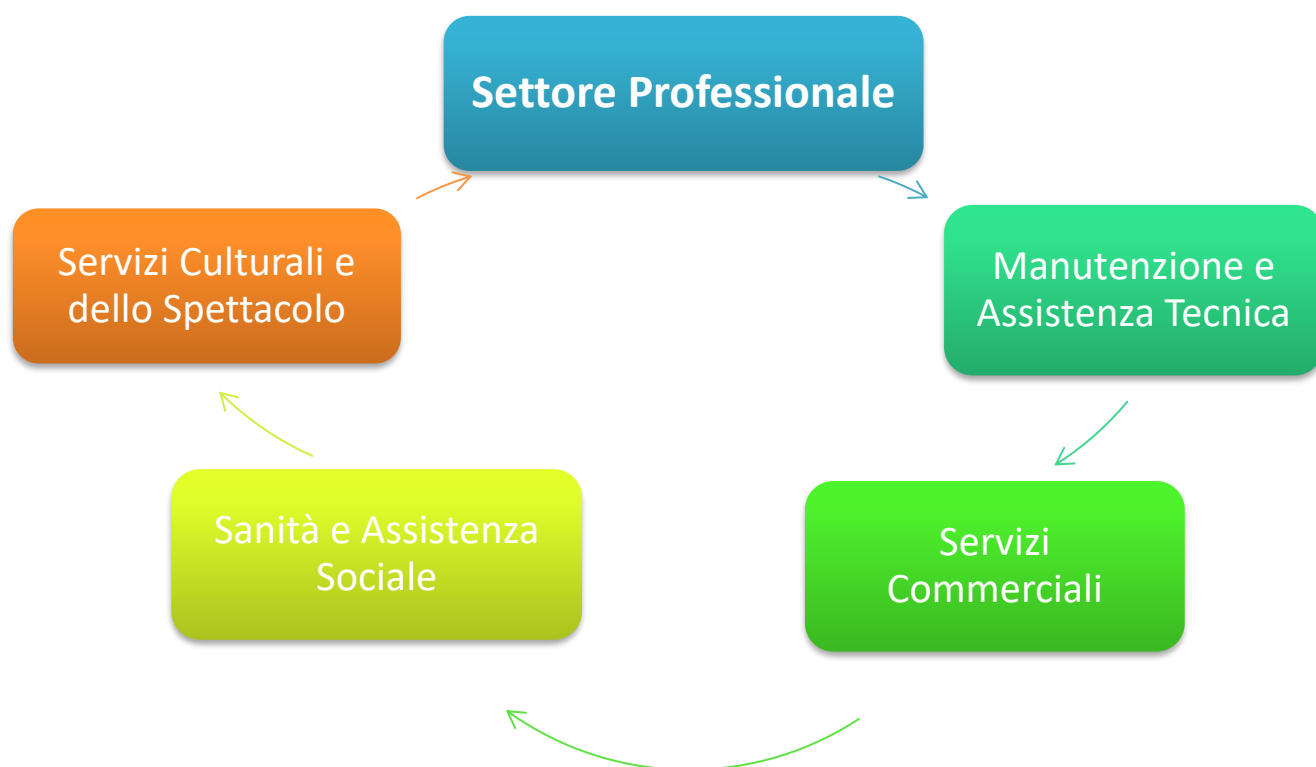 Settore Professionale
Manutenzione e
Assistenza Tecnica
Servizi
Commerciali
Sanità e Assistenza
Sociale
Servizi Culturali e
dello Spettacolo